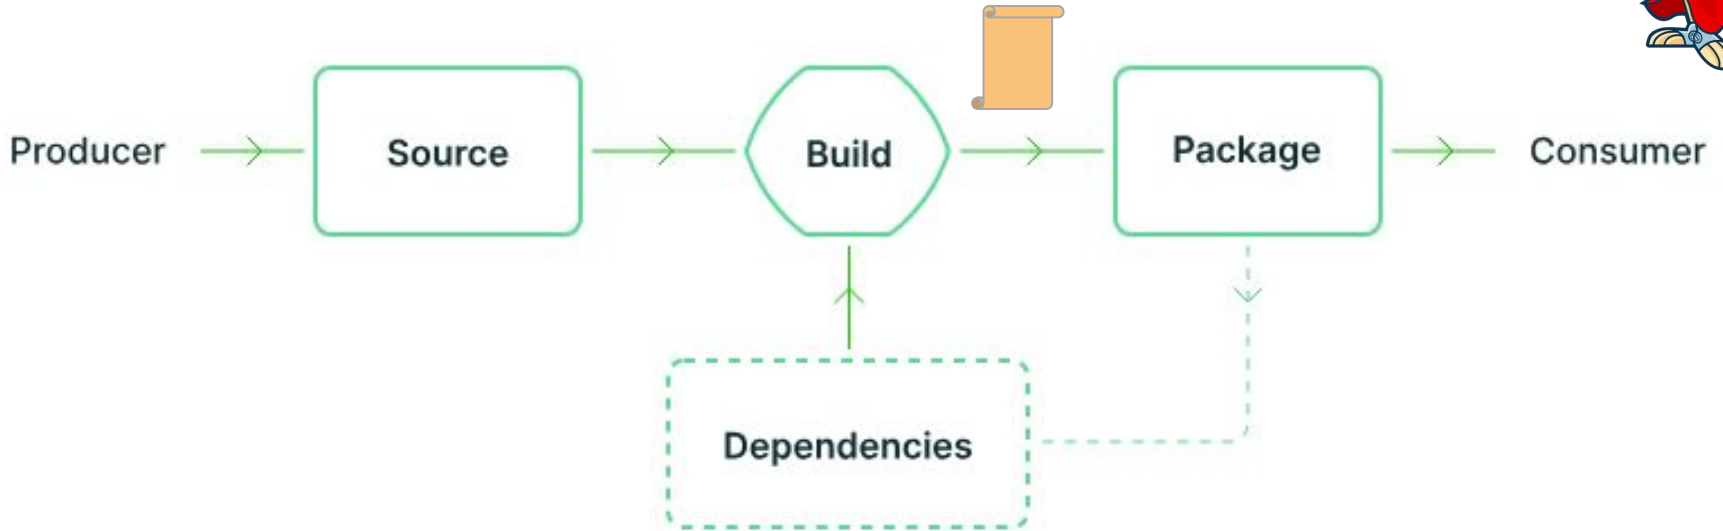 Producer
Source
Build
Package
Consumer
Dependencies